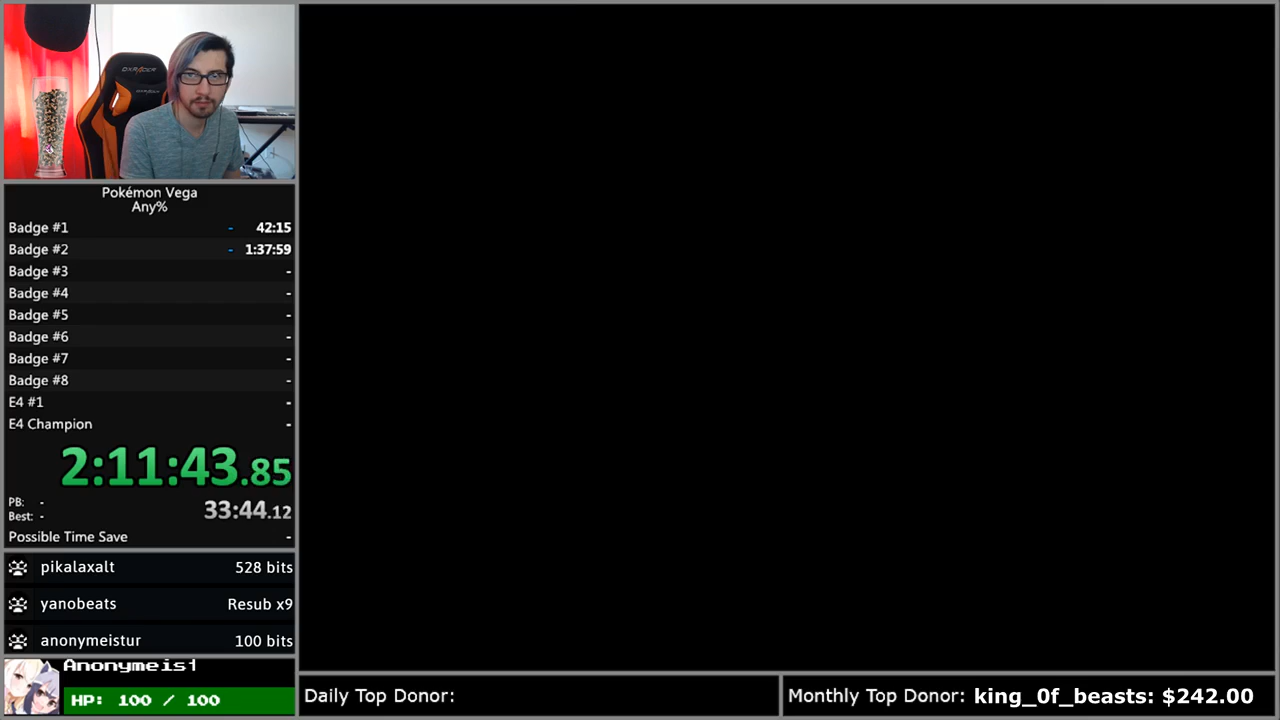 DXRACER
Pokémon Vega
Any%
Badge #1 - 42:15
Badge #2 - 1:37:59
Badge #3 -
Badge #4 -
Badge #5 -
Badge #6 -
Badge #7 -
Badge #8 -
E4 #1 -
E4 Champion -
2:11:43.85
PB: -
Best: -
33:44.12
Possible Time Save -
pikalaxalt 528 bits
yanobeats Resub x9
anonymeistur 100 bits
Anonymeist
HP: 100 / 100
Daily Top Donor:
Monthly Top Donor: king_0f_beasts: $242.00